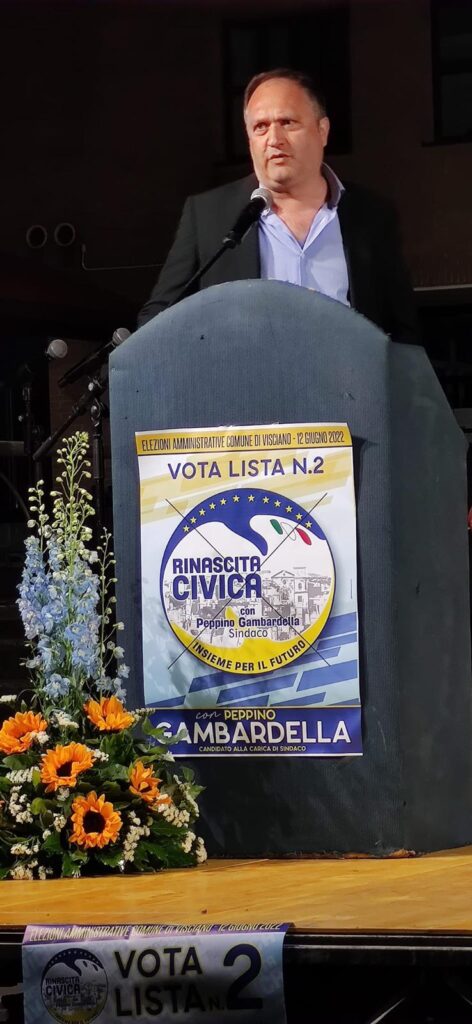 ELEZIONI AMMINISTRATIVE COMUNE DI VISCIANO - 12 GIUGNO 2022
VOTA LISTA N.2
RINASCITA
CIVICA
con
Peppino Gambardella
Sindaco
INSIEME PER IL FUTURO
con PEPPINO
GAMBARDELLA
CANDIDATO ALLA CARICA DI SINDACO
ELEZIONI AMMINISTRATIVE COMUNE DI VISCIANO - 12 GIUGNO 2022
RINASCITA
CIVICA
VOTA
LISTA N. 2